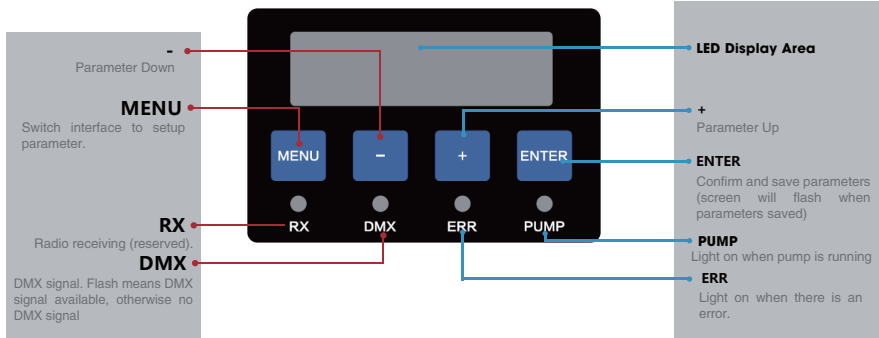 -
Parameter Down
MENU
Switch interface to setup
parameter.
RX
Radio receiving (reserved).
DMX
DMX signal. Flash means DMX
signal available, otherwise no
DMX signal
MENU
-
+
ENTER
RX
DMX
ERR
PUMP
LED Display Area
+
Parameter Up
ENTER
Confirm and save parameters
(screen will flash when
parameters saved)
PUMP
Light on when pump is running
ERR
Light on when there is an
error.